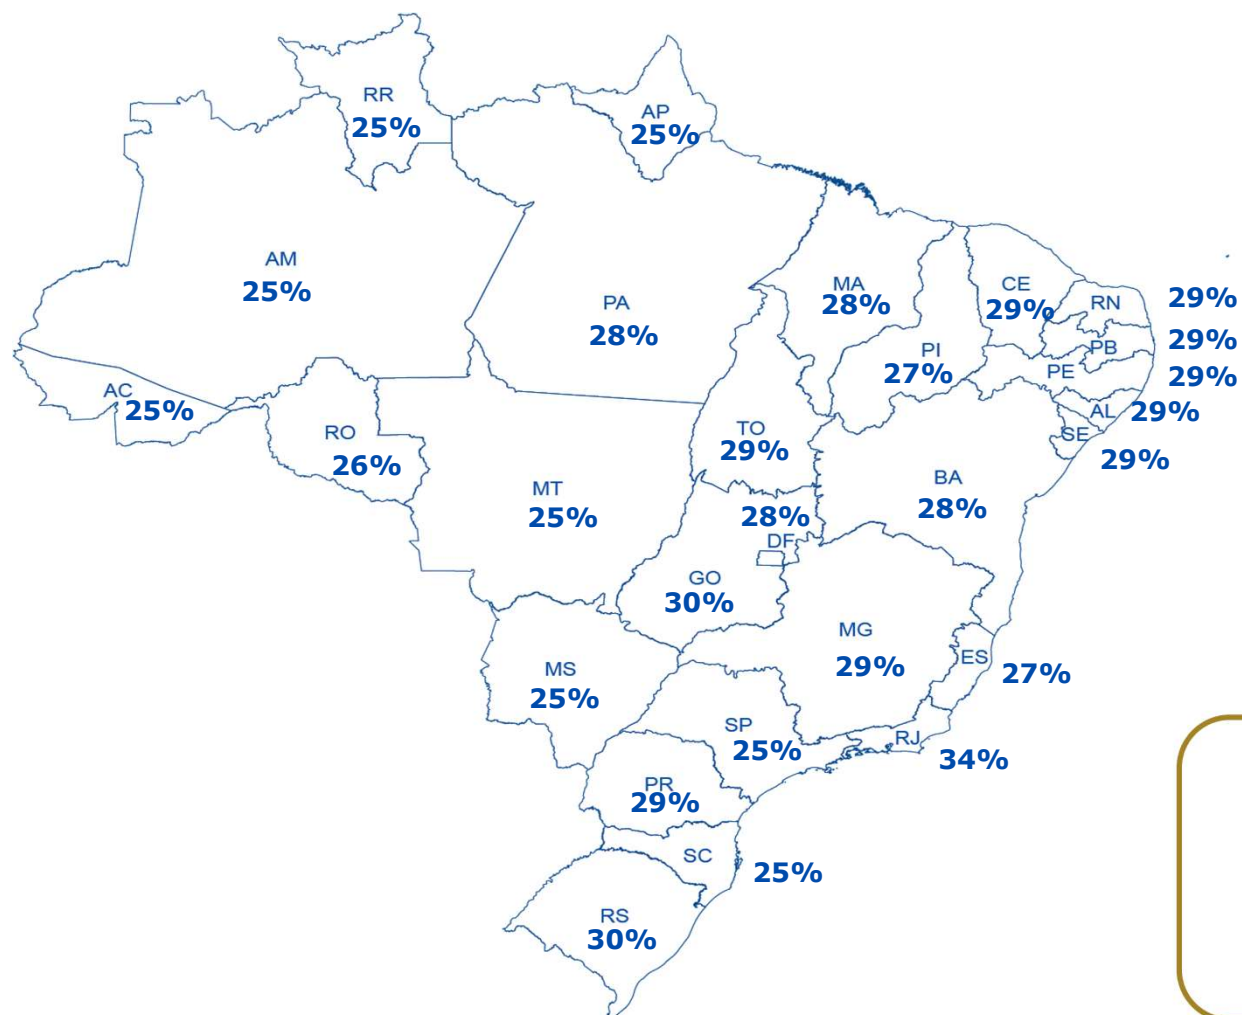 RR
25%
AP
25%
AM
25%
PA
28%
MA
28%
CE
29%
RN
29%
PB
29%
PE
29%
PI
27%
AC
25%
AL
29%
RO
26%
TO
29%
SE
29%
BA
28%
MT
25%
28%
DF
GO
30%
MG
29%
ES
27%
MS
25%
SP
25%
RJ
34%
PR
29%
SC
25%
RS
30%